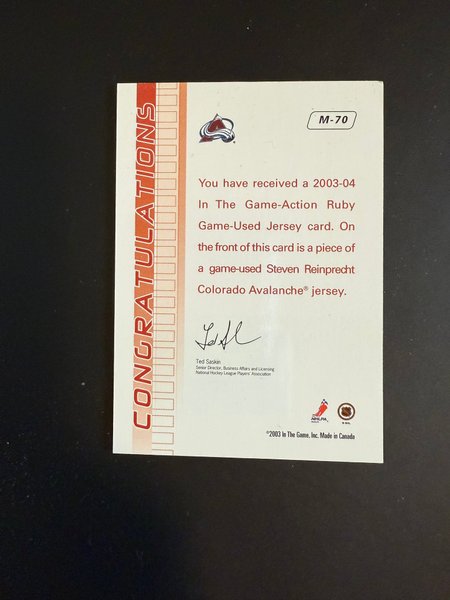 CONGRATULATIONS
M-70
You have received a 2003-04
In The Game-Action Ruby
Game-Used Jersey card. On
the front of this card is a piece of
a game-used Steven Reinprecht
Colorado Avalanche® jersey.
Ted Saskin
Senior Director, Business Affairs and Licensing
National Hockey League Players' Association
NHLPA
©2003 In The Game, Inc. Made in Canada